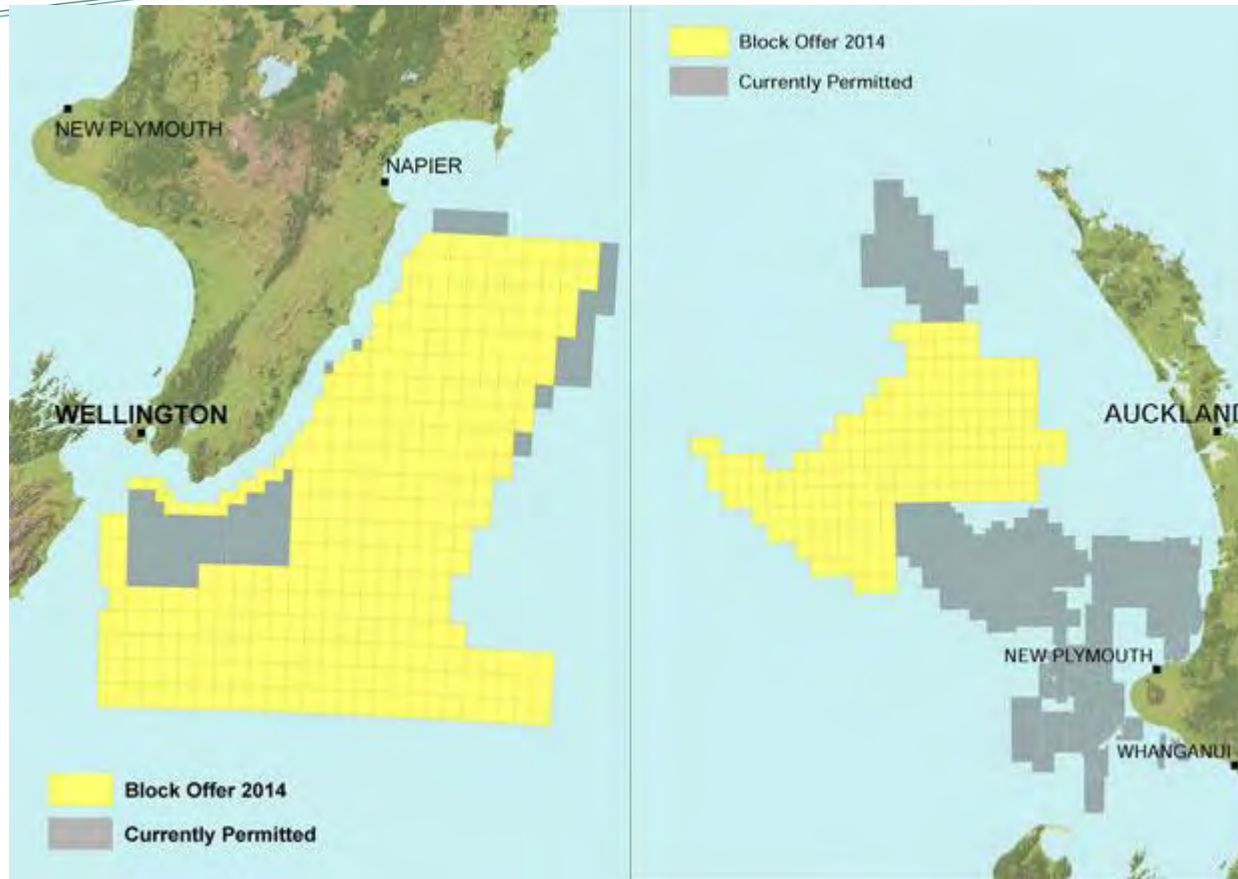 NEW PLYMOUTH
NAPIER
WELLINGTON
Block Offer 2014
Currently Permitted
Block Offer 2014
Currently Permitted
AUCKLAND
NEW PLYMOUTH
WHANGANUI